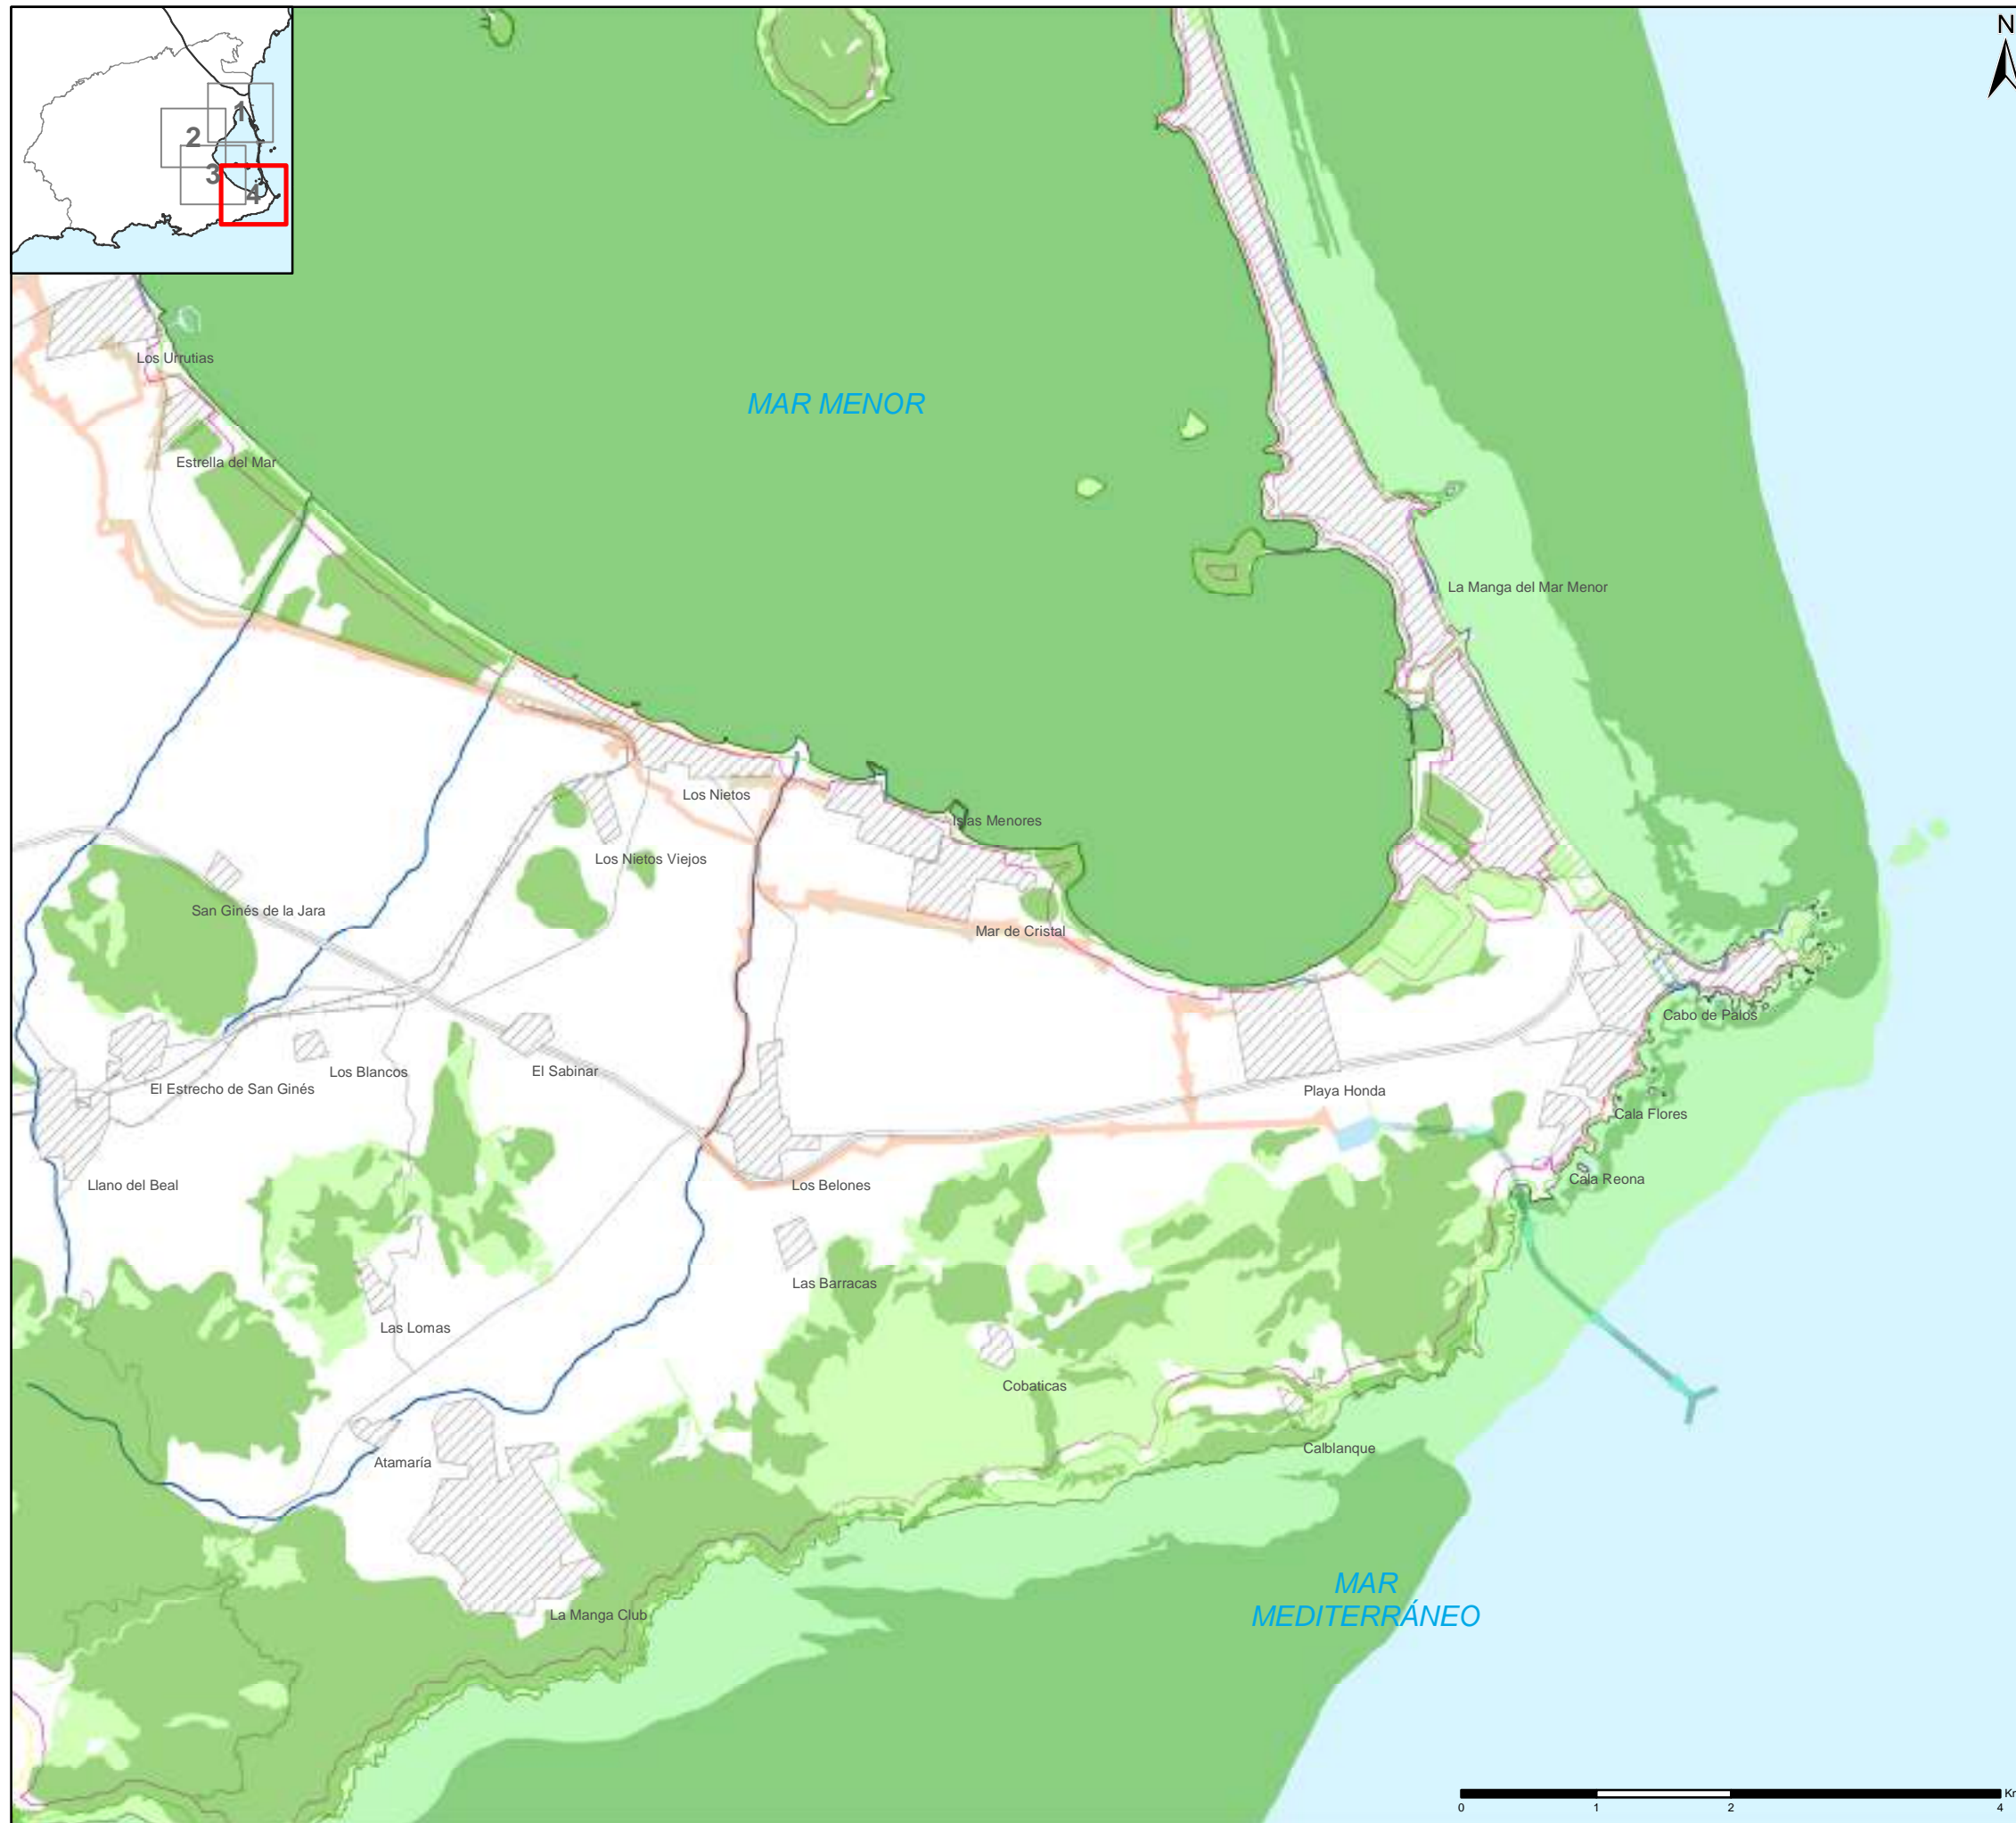 N
1
2
3
4
Los Urrutias
MAR MENOR
Estrella del Mar
La Manga del Mar Menor
Los Nietos
Islas Menores
Los Nietos Viejos
San Ginés de la Jara
Mar de Cristal
Cabo de Palos
El Sabinar
Los Blancos
El Estrecho de San Ginés
Playa Honda
Cala Flores
Llano del Beal
Los Belones
Cala Reona
Las Barracas
Las Lomas
Cobaticas
Calblanque
Atamaría
MAR
MEDITERRÁNEO
La Manga Club
0 1 2 4